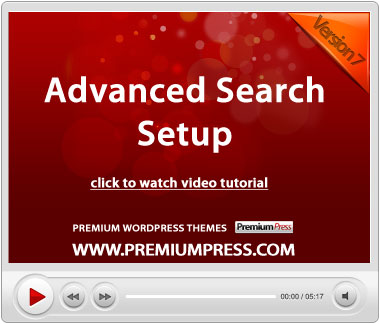 Version 7
Advanced Search
Setup
click to watch video tutorial
PREMIUM WORDPRESS THEMES PremiumPress
WWW.PREMIUMPRESS.COM
00:00 / 05:17